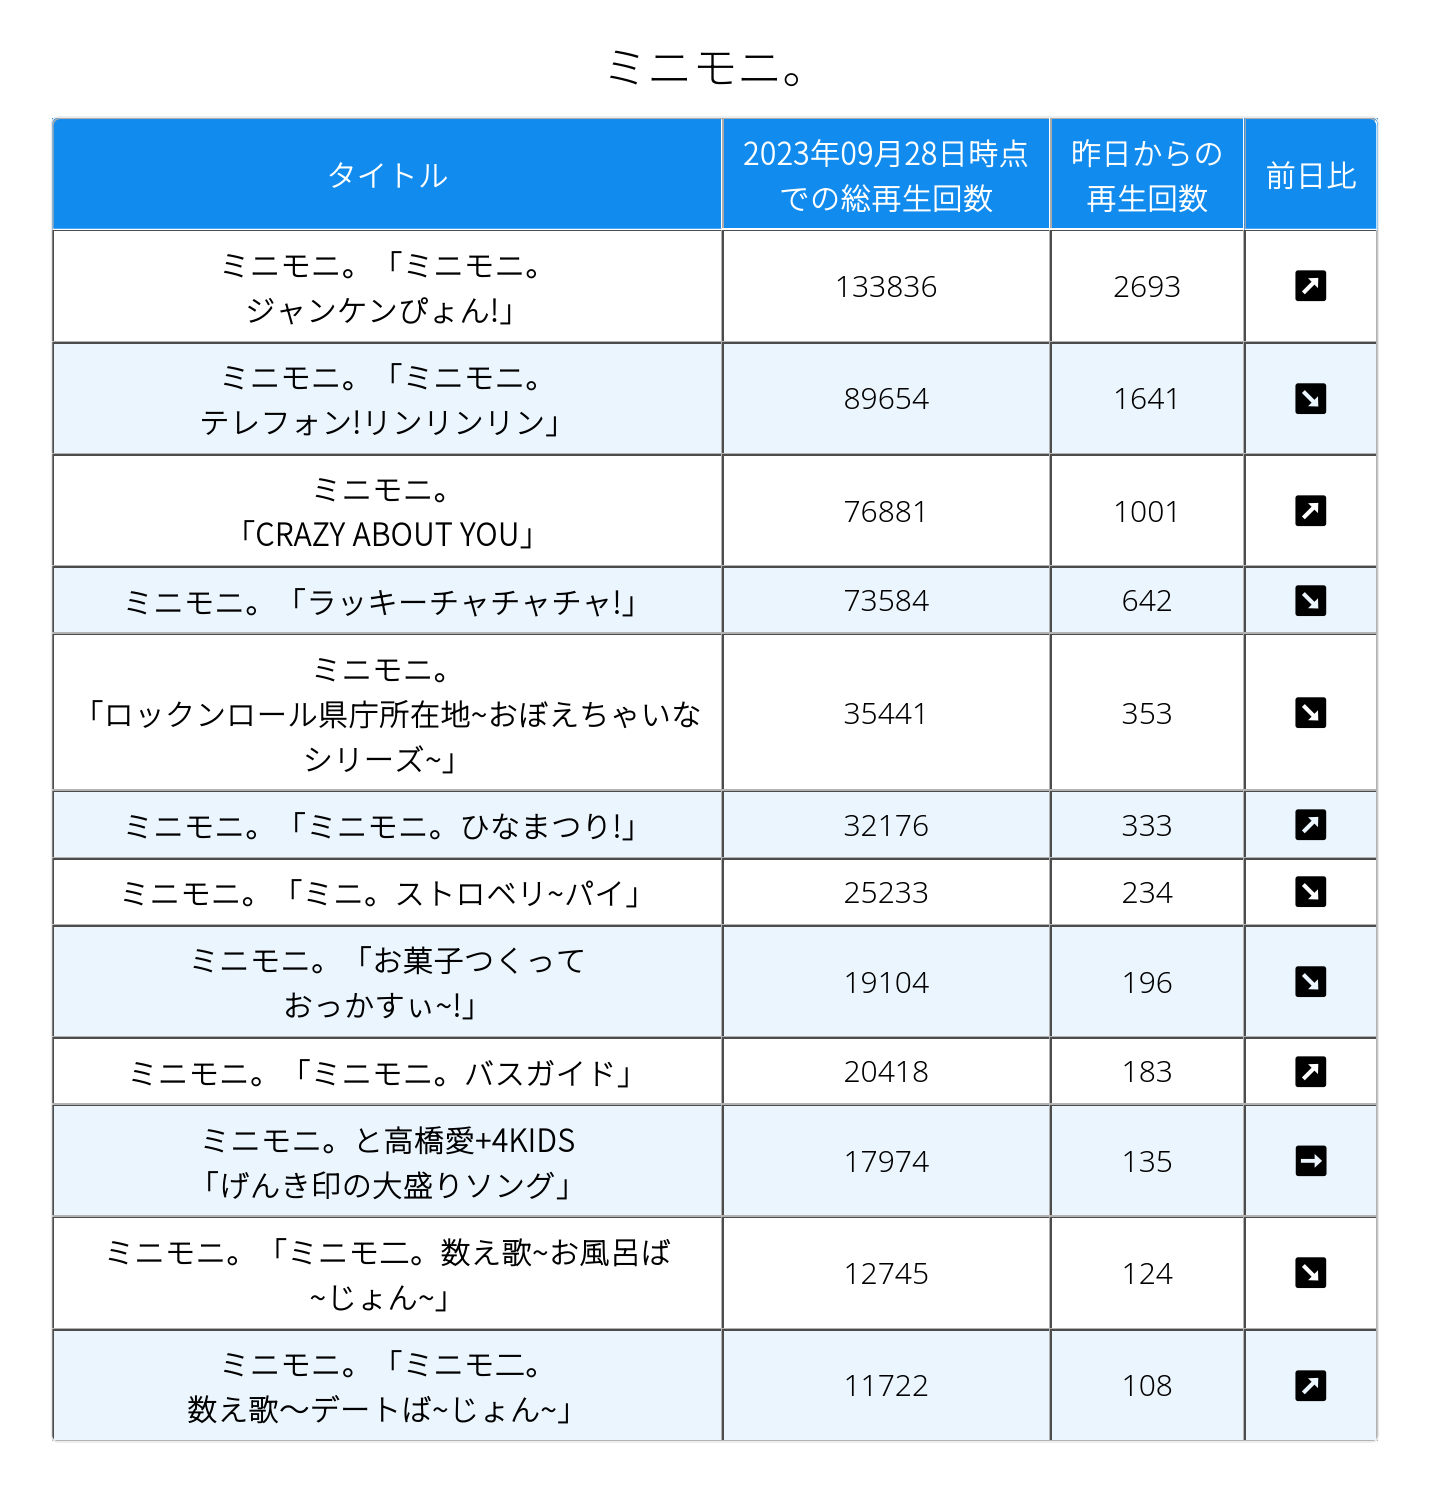 ミニモニ。
タイトル
2023年09月28日時点
での総再生回数
昨日からの
再生回数
前日比
ミニモニ。「ミニモニ。
ジャンケンぴょん!」
133836
2693
ミニモニ。「ミニモニ。
テレフォン!リンリンリン」
89654
1641
ミニモニ。
「CRAZY ABOUT YOU」
76881
1001
ミニモニ。「ラッキーチャチャチャ!」
73584
642
ミニモニ。
「ロックンロール県庁所在地~おぼえちゃいな
シリーズ~」
35441
353
ミニモニ。「ミニモニ。ひなまつり!」
32176
333
ミニモニ。「ミニ。ストロベリ~パイ」
25233
234
ミニモニ。「お菓子つくって
おっかすぃ~!」
19104
196
ミニモニ。「ミニモニ。バスガイド」
20418
183
ミニモニ。と高橋愛+4KIDS
「げんき印の大盛りソング」
17974
135
ミニモニ。「ミニモ二。数え歌~お風呂ば
~じょん~」
12745
124
ミニモニ。「ミニモ二。
数え歌～デートば~じょん~」
11722
108